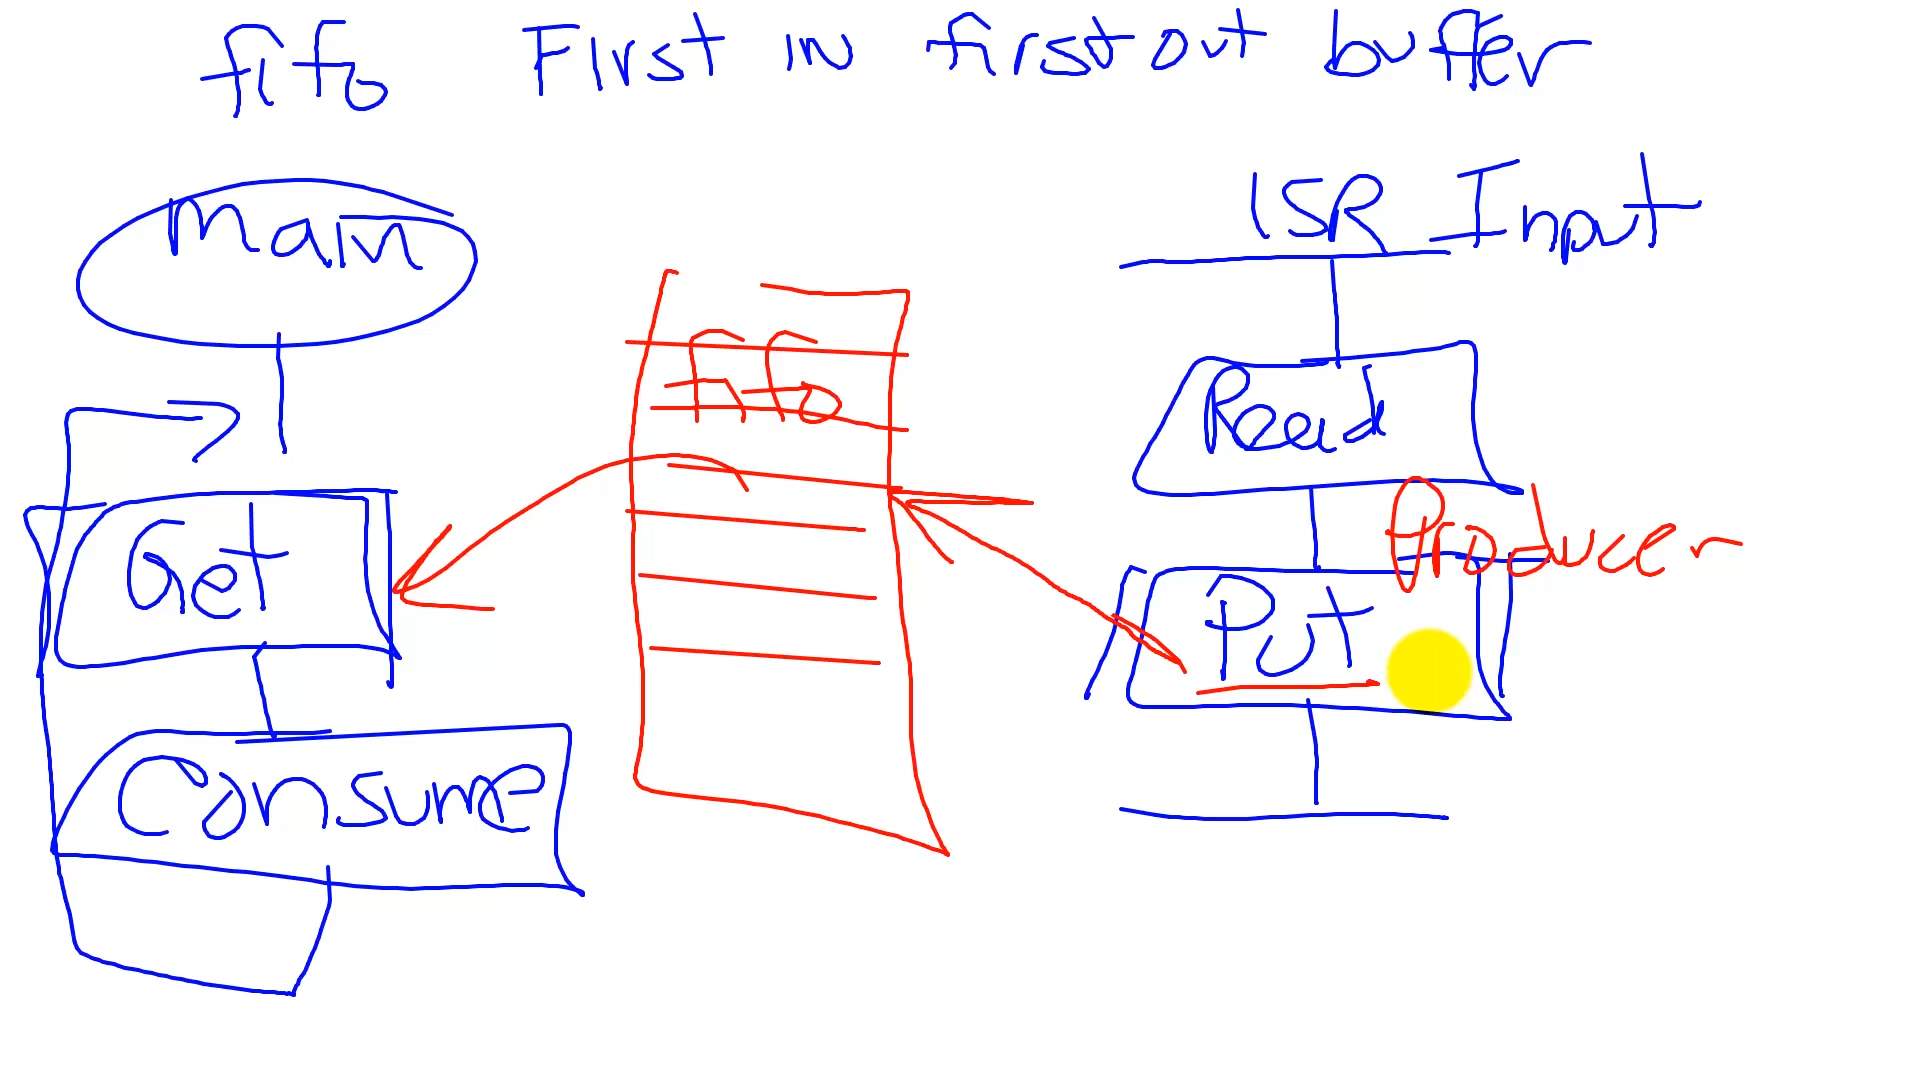 fifo First in first out buffer
Main
ISR Input
fifo
Read
Get
Producer
Put
Consume